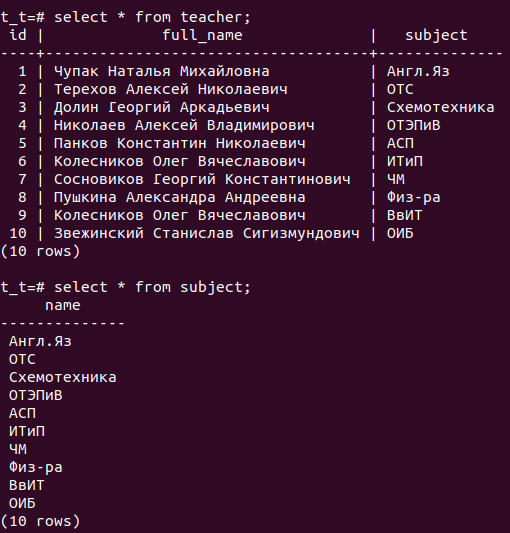 t_t=# select * from teacher;
 id |             full_name              |   subject
----+------------------------------------+--------------
  1 | Чупак Наталья Михайловна           | Англ.Яз
  2 | Терехов Алексей Николаевич         | ОТС
  3 | Долин Георгий Аркадьевич           | Схемотехника
  4 | Николаев Алексей Владимирович      | ОТЭПиВ
  5 | Панков Константин Николаевич       | АСП
  6 | Колесников Олег Вячеславович       | ИТиП
  7 | Сосновиков Георгий Константинович  | ЧМ
  8 | Пушкина Александра Андреевна       | Физ-ра
  9 | Колесников Олег Вячеславович       | ВвИТ
 10 | Звежинский Станислав Сигизмундович | ОИБ
(10 rows)

t_t=# select * from subject;
     name
--------------
 Англ.Яз
 ОТС
 Схемотехника
 ОТЭПиВ
 АСП
 ИТиП
 ЧМ
 Физ-ра
 ВвИТ
 ОИБ
(10 rows)